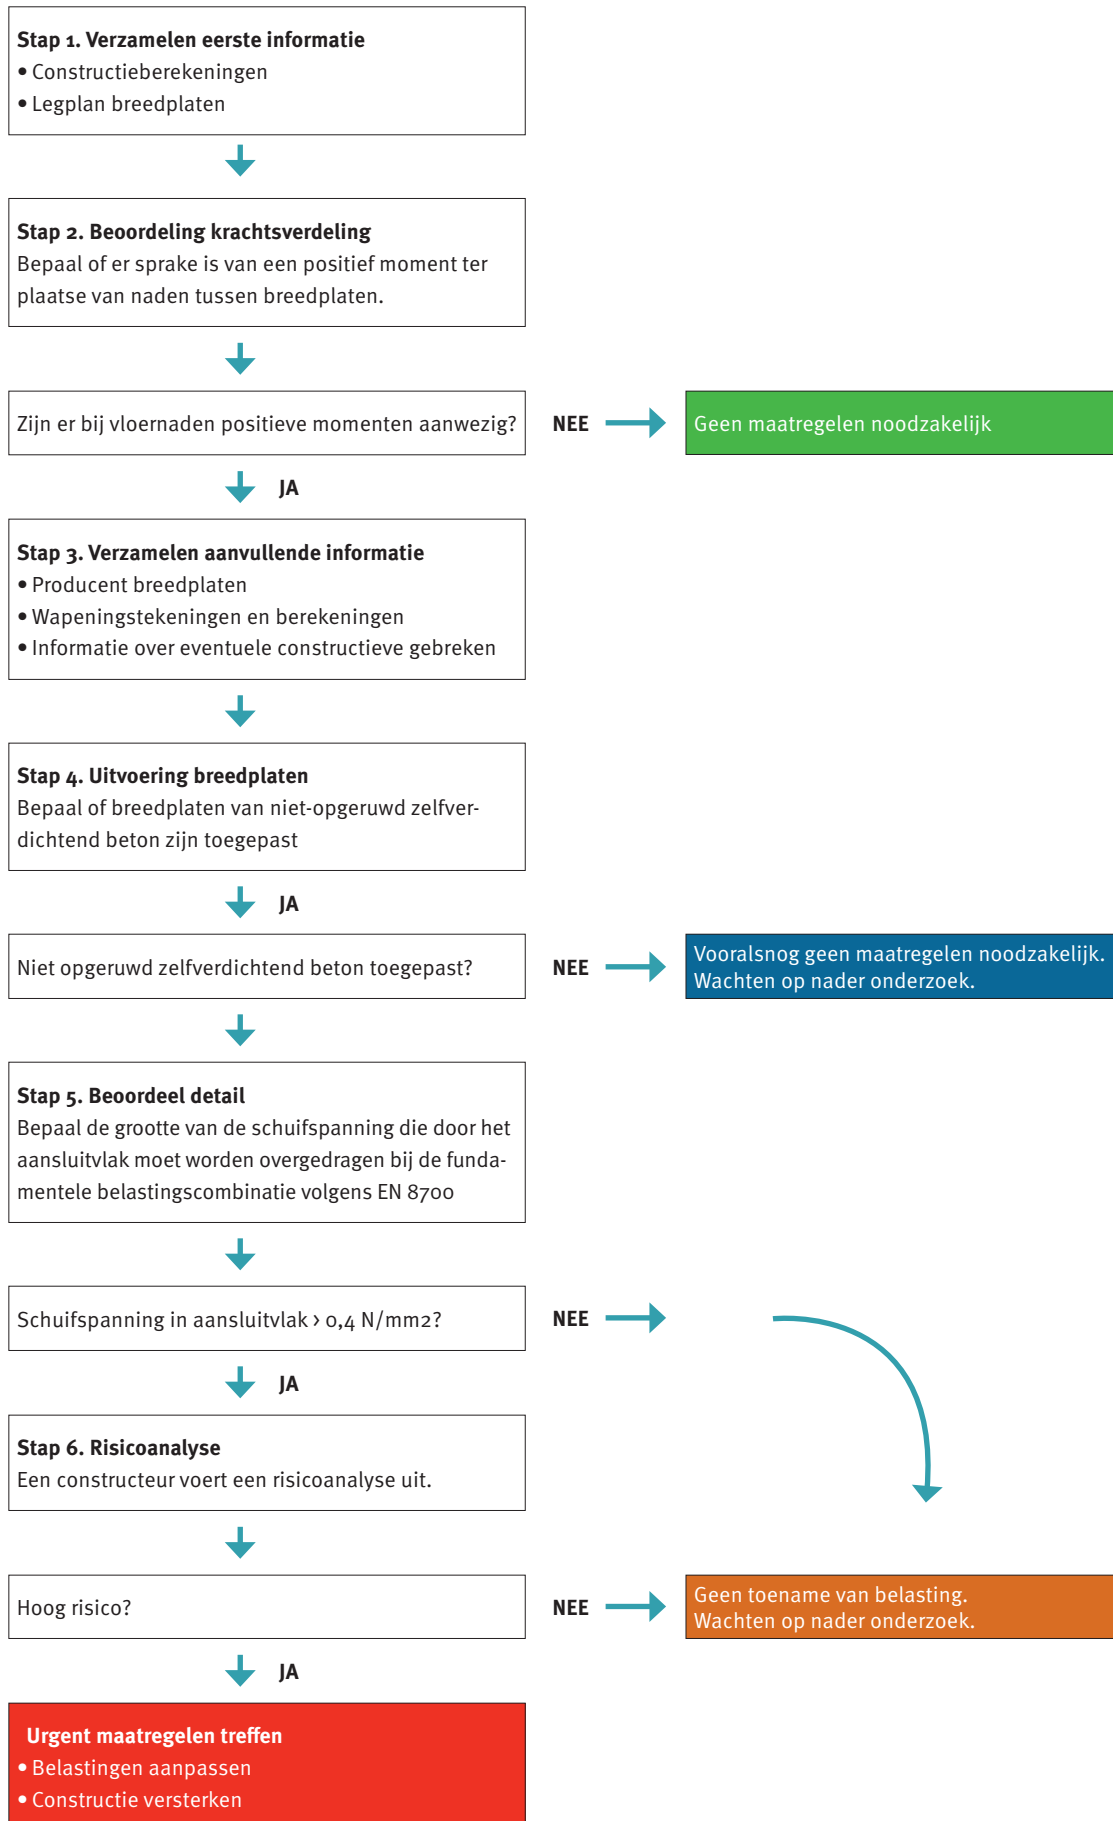 Stap 1. Verzamelen eerste informatie
• Constructieberekeningen
• Legplan breedplaten
Stap 2. Beoordeling krachtsverdeling
Bepaal of er sprake is van een positief moment ter
plaatse van naden tussen breedplaten.
Zijn er bij vloernaden positieve momenten aanwezig?
NEE
Geen maatregelen noodzakelijk
JA
Stap 3. Verzamelen aanvullende informatie
• Producent breedplaten
• Wapeningstekeningen en berekeningen
• Informatie over eventuele constructieve gebreken
Stap 4. Uitvoering breedplaten
Bepaal of breedplaten van niet-opgeruwd zelfver-
dichtend beton zijn toegepast
JA
Niet opgeruwd zelfverdichtend beton toegepast?
NEE
Vooralsnog geen maatregelen noodzakelijk.
Wachten op nader onderzoek.
Stap 5. Beoordeel detail
Bepaal de grootte van de schuifspanning die door het
aansluitvlak moet worden overgedragen bij de funda-
mentele belastingscombinatie volgens EN 8700
Schuifspanning in aansluitvlak > 0,4 N/mm2?
NEE
JA
Stap 6. Risicoanalyse
Een constructeur voert een risicoanalyse uit.
Hoog risico?
NEE
Geen toename van belasting.
Wachten op nader onderzoek.
JA
Urgent maatregelen treffen
• Belastingen aanpassen
• Constructie versterken